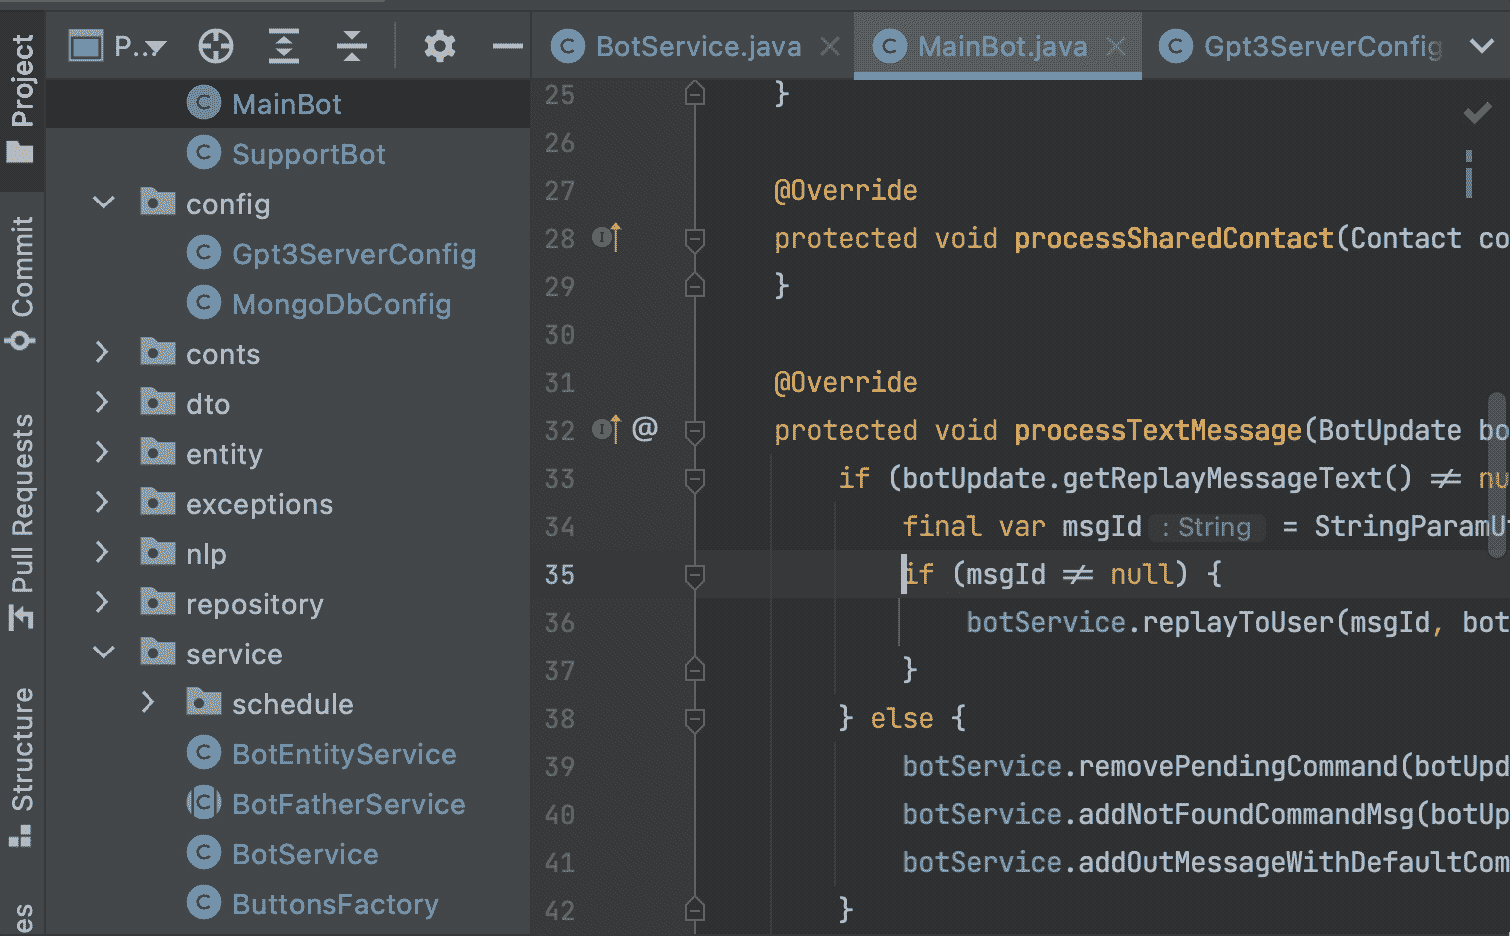 P..
BotService.java
MainBot.java
Gpt3ServerConfig
Project
Commit
Pull Requests
Structure
es
MainBot
SupportBot
config
Gpt3ServerConfig
MongoDbConfig
conts
dto
entity
exceptions
nlp
repository
service
schedule
BotEntityService
BotFatherService
BotService
ButtonsFactory
25 }
26
27 @Override
28 protected void processSharedContact(Contact co
29 }
30
31 @Override
32 @ protected void processTextMessage(BotUpdate bo
33 if (botUpdate.getReplayMessageText() ≠ nu
34 final var msgId : String = StringParamU
35 if (msgId ≠ null) {
36 botService.replayToUser(msgId, bot
37 }
38 } else {
39 botService.removePendingCommand(botUpd
40 botService.addNotFoundCommandMsg(botUp
41 botService.addOutMessageWithDefaultCom
42 }